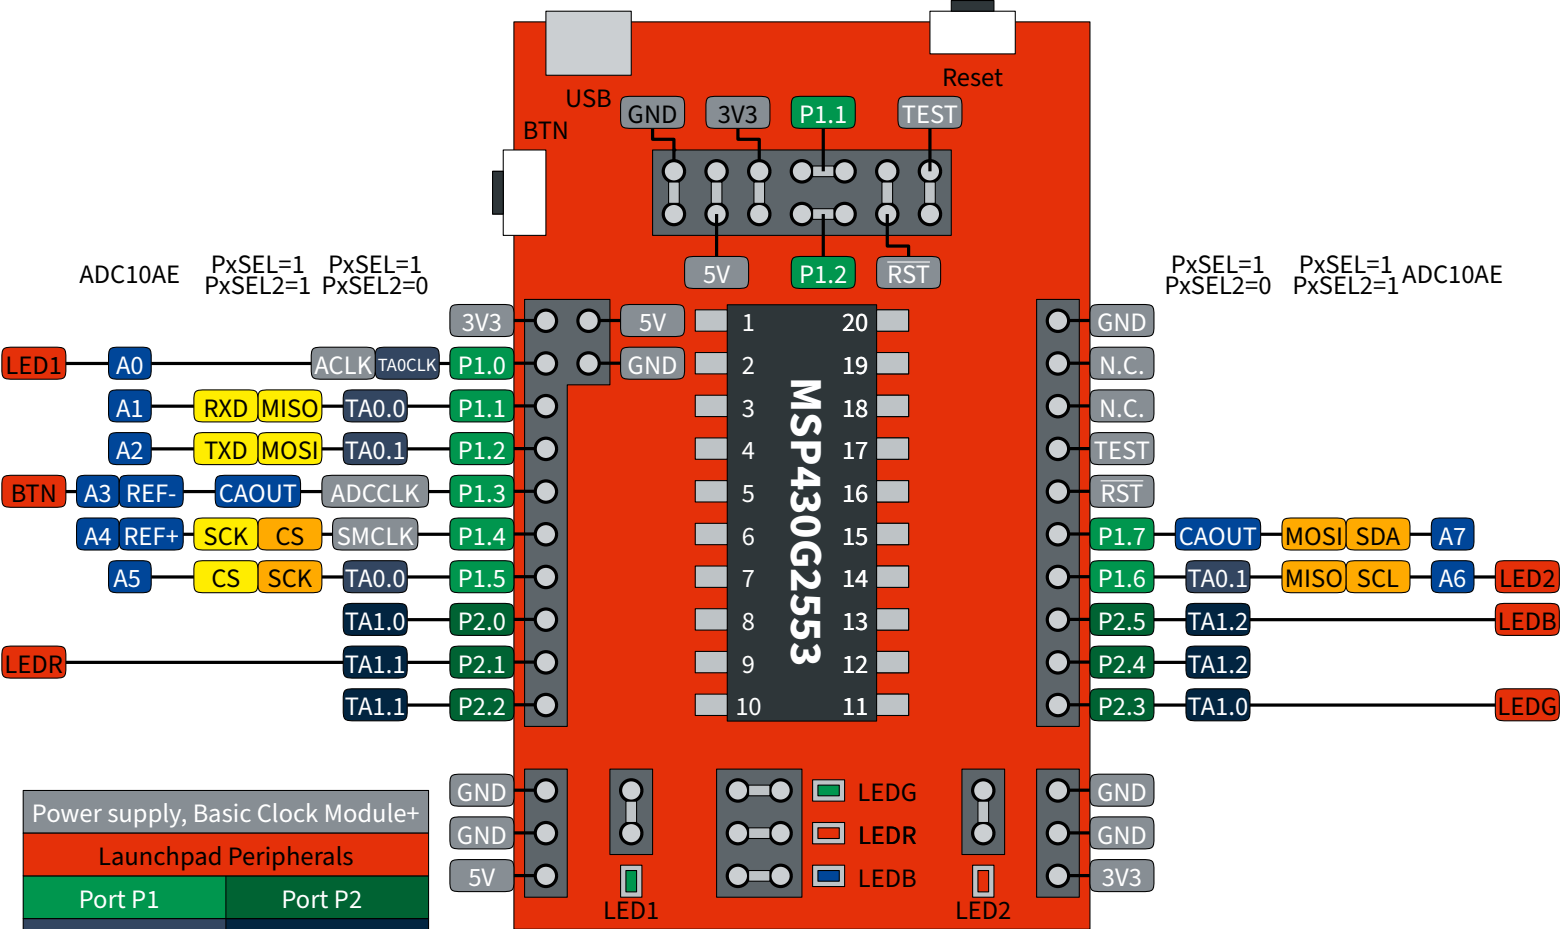 Reset
USB
GND 3V3 P1.1 TEST
BTN
5V P1.2 RST
ADC10AE PxSEL=1 PxSEL=1 PxSEL=1 PxSEL=1 ADC10AE
PxSEL2=1 PxSEL2=0 PxSEL2=0 PxSEL2=1
3V3 5V 1 20 GND
LED1 A0 ACLK TA0CLK P1.0 GND 2 19 N.C.
A1 RXD MISO TA0.0 P1.1 3 18 N.C.
A2 TXD MOSI TA0.1 P1.2 4 17 TEST
BTN A3 REF- CAOUT ADCCLK P1.3 5 16 RST
A4 REF+ SCK CS SMCLK P1.4 6 15 P1.7 CAOUT MOSI SDA A7
A5 CS SCK TA0.0 P1.5 7 14 P1.6 TA0.1 MISO SCL A6 LED2
TA1.0 P2.0 8 13 P2.5 TA1.2 LEDB
LEDR TA1.1 P2.1 9 12 P2.4 TA1.2
TA1.1 P2.2 10 11 P2.3 TA1.0 LEDG
MSP430G2553
GND LEDG GND
GND LEDR GND
5V LEDB 3V3
LED1 LED2
Power supply, Basic Clock Module+
Launchpad Peripherals
Port P1 Port P2